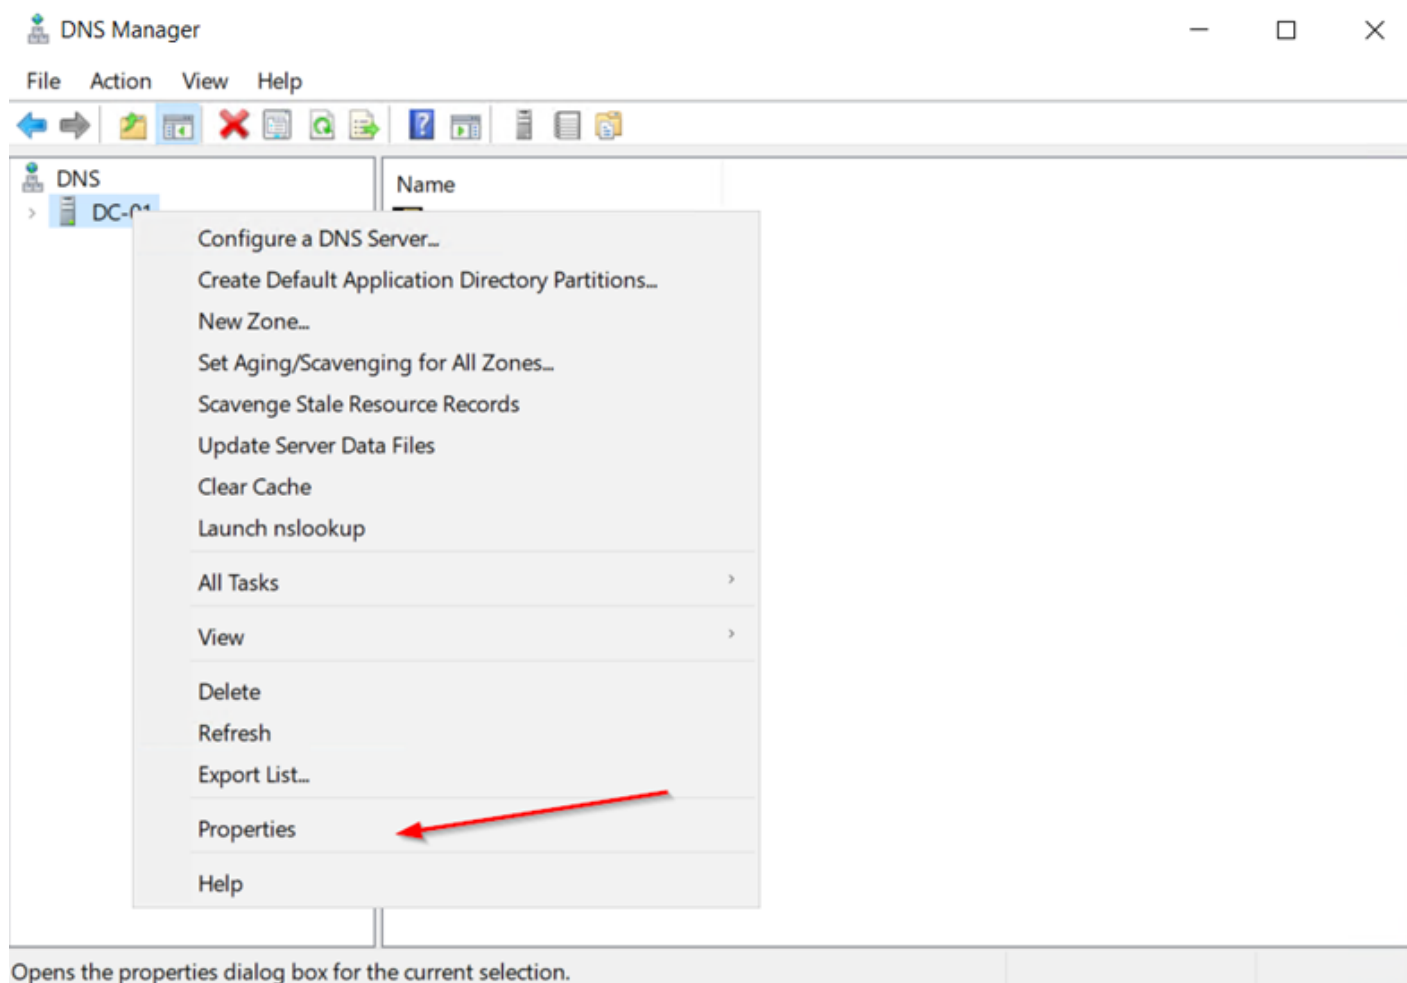 DNS Manager
File Action View Help
DNS
Name
DC-01
Configure a DNS Server...
Create Default Application Directory Partitions...
New Zone...
Set Aging/Scavenging for All Zones...
Scavenge Stale Resource Records
Update Server Data Files
Clear Cache
Launch nslookup
All Tasks
View
Delete
Refresh
Export List...
Properties
Help
Opens the properties dialog box for the current selection.